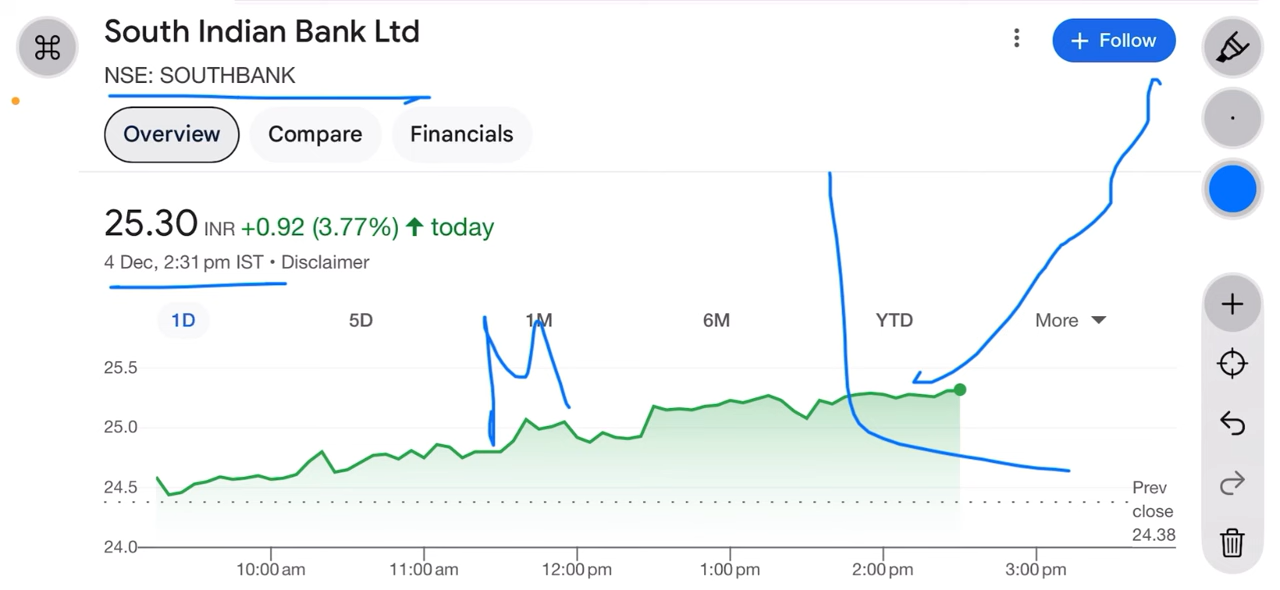 South Indian Bank Ltd
+ Follow
NSE: SOUTHBANK
Overview Compare Financials
25.30 INR +0.92 (3.77%) ↑ today
4 Dec, 2:31 pm IST • Disclaimer
1D 5D 1M 6M YTD More
25.5
25.0
24.5
24.0
Prev
close
24.38
10:00 am 11:00 am 12:00 pm 1:00 pm 2:00 pm 3:00 pm